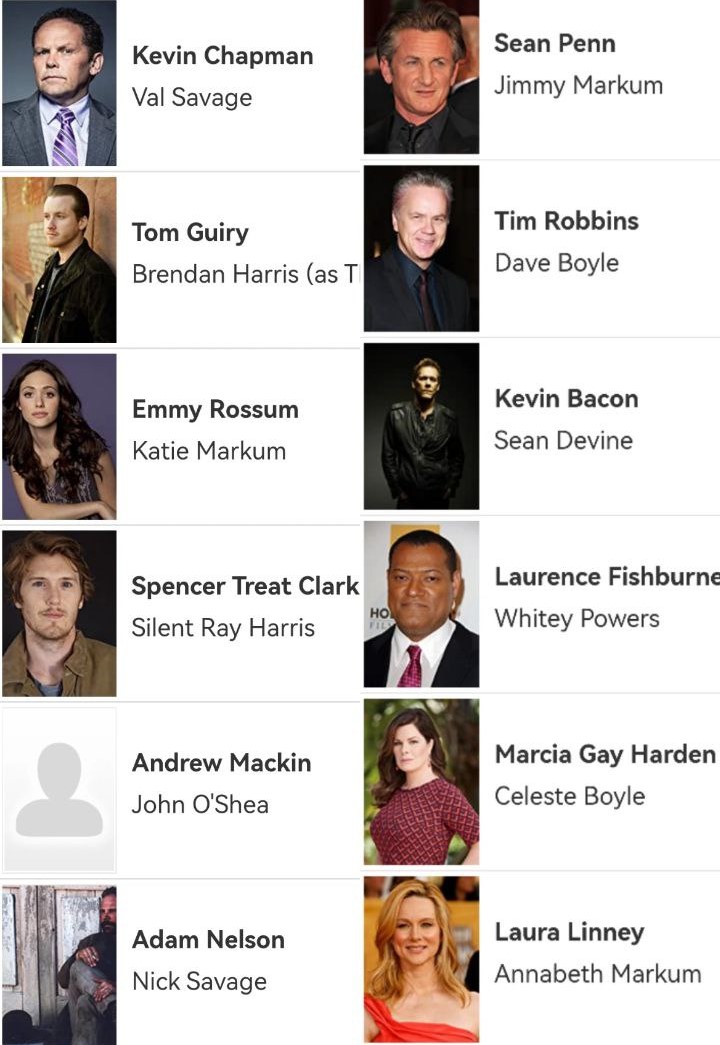 Kevin Chapman
Val Savage
Tom Guiry
Brendan Harris (as T
Emmy Rossum
Katie Markum
Spencer Treat Clark
Silent Ray Harris
Andrew Mackin
John O'Shea
Adam Nelson
Nick Savage
Sean Penn
Jimmy Markum
Tim Robbins
Dave Boyle
Kevin Bacon
Sean Devine
Laurence Fishburne
Whitey Powers
HO
FIL
Marcia Gay Harden
Celeste Boyle
Laura Linney
Annabeth Markum